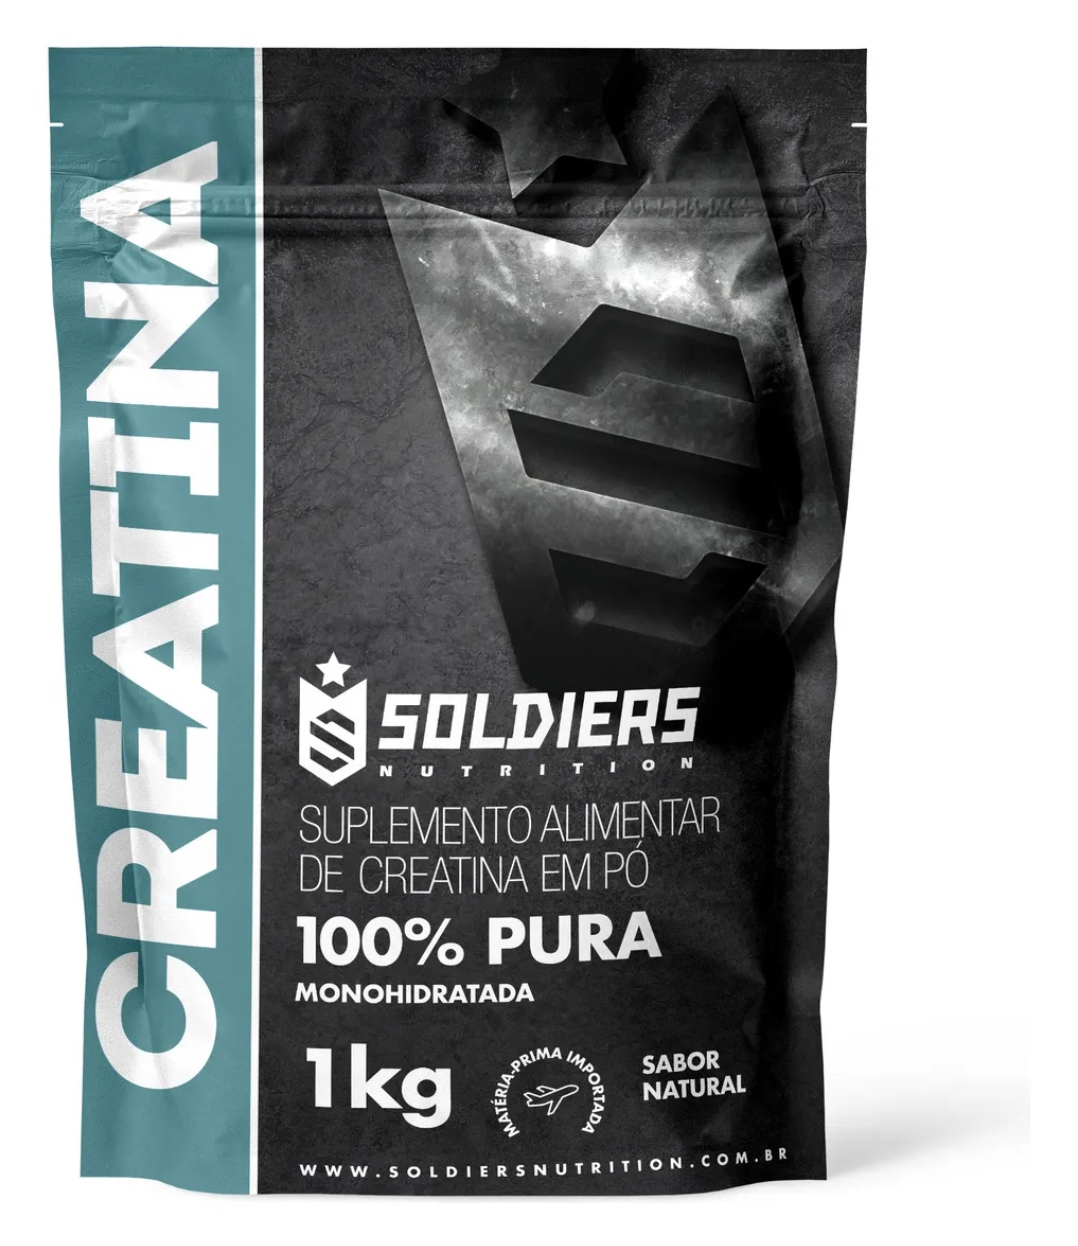 CREATINA
SOLDIERS
NUTRITION
SUPLEMENTO ALIMENTAR
DE CREATINA EM PÓ
100% PURA
MONOHIDRATADA
1kg
MATÉRIA-PRIMA IMPORTADA
SABOR
NATURAL
WWW.SOLDIERSNUTRITION.COM.BR